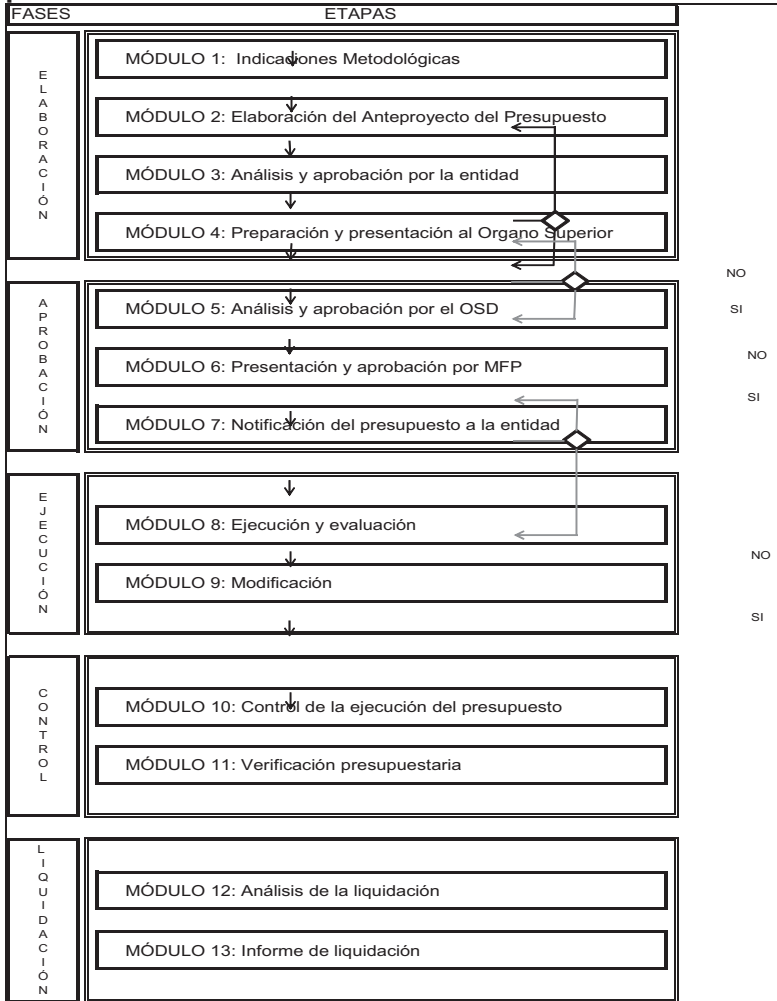 FASES ETAPAS
ELABORACIÓN
MÓDULO 1: Indicaciones Metodológicas
MÓDULO 2: Elaboración del Anteproyecto del Presupuesto
MÓDULO 3: Análisis y aprobación por la entidad
MÓDULO 4: Preparación y presentación al Organo Superior
NO
APROBACIÓN
MÓDULO 5: Análisis y aprobación por el OSD
SI
MÓDULO 6: Presentación y aprobación por MFP
NO
SI
MÓDULO 7: Notificación del presupuesto a la entidad
EJECUCIÓN
MÓDULO 8: Ejecución y evaluación
NO
MÓDULO 9: Modificación
SI
CONTROL
MÓDULO 10: Control de la ejecución del presupuesto
MÓDULO 11: Verificación presupuestaria
LIQUIDACIÓN
MÓDULO 12: Análisis de la liquidación
MÓDULO 13: Informe de liquidación